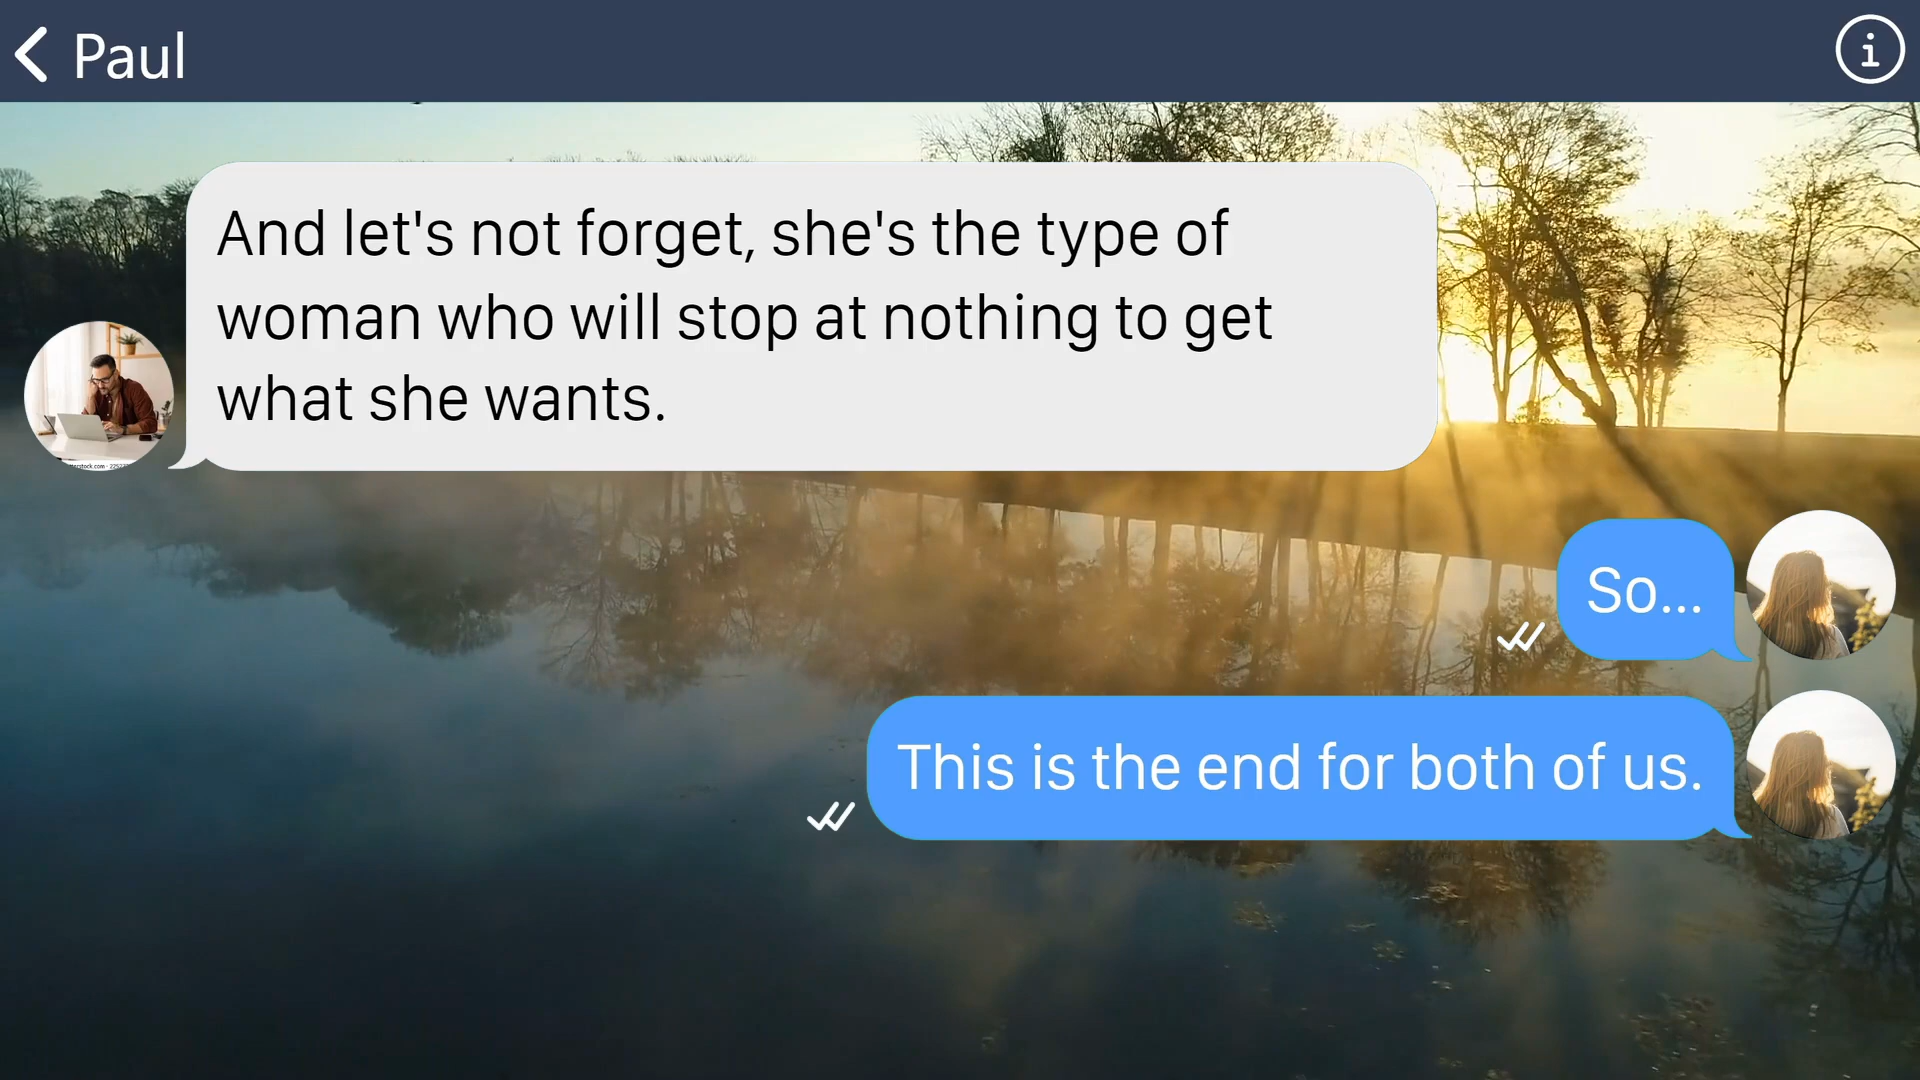 Paul
And let's not forget, she's the type of
woman who will stop at nothing to get
what she wants.
So...
This is the end for both of us.